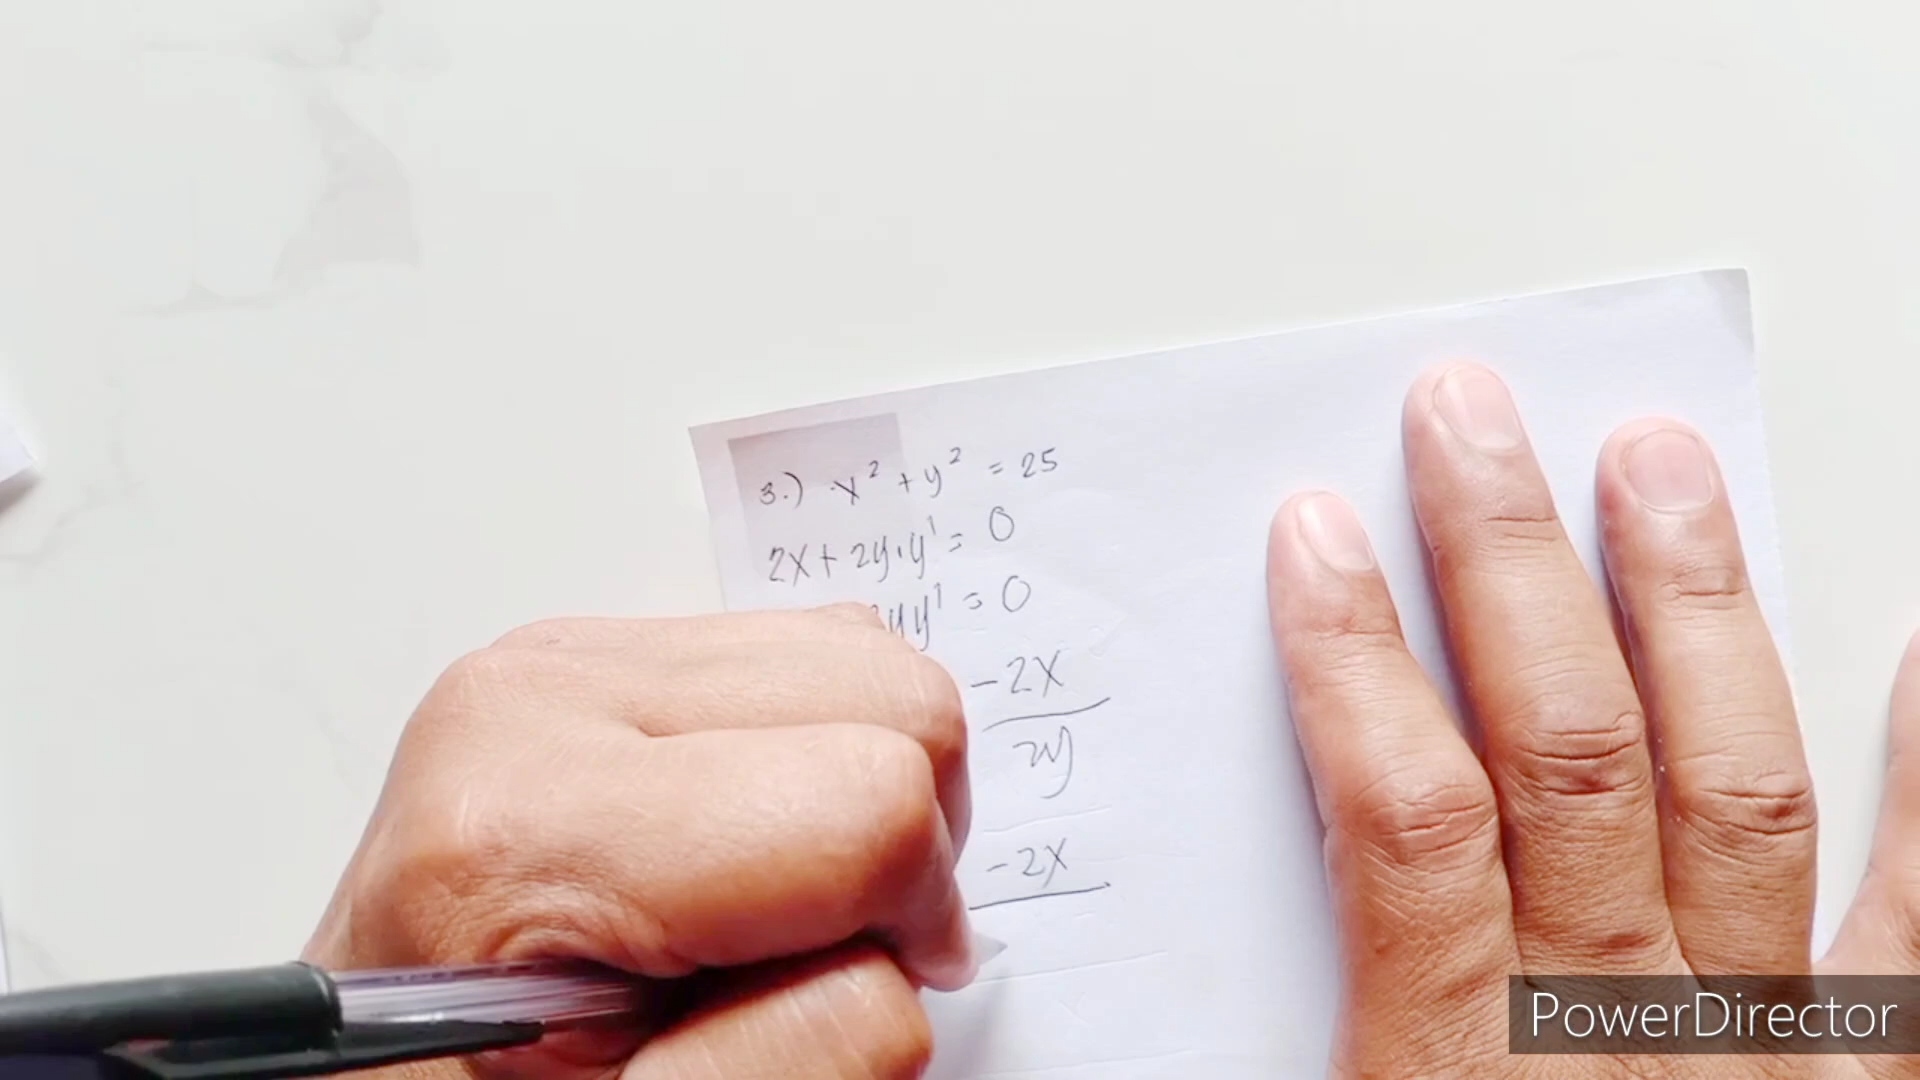 3.) x² + y² = 25
2x + 2y · y' = 0
yy' = 0
-2x
2y
-2x
PowerDirector